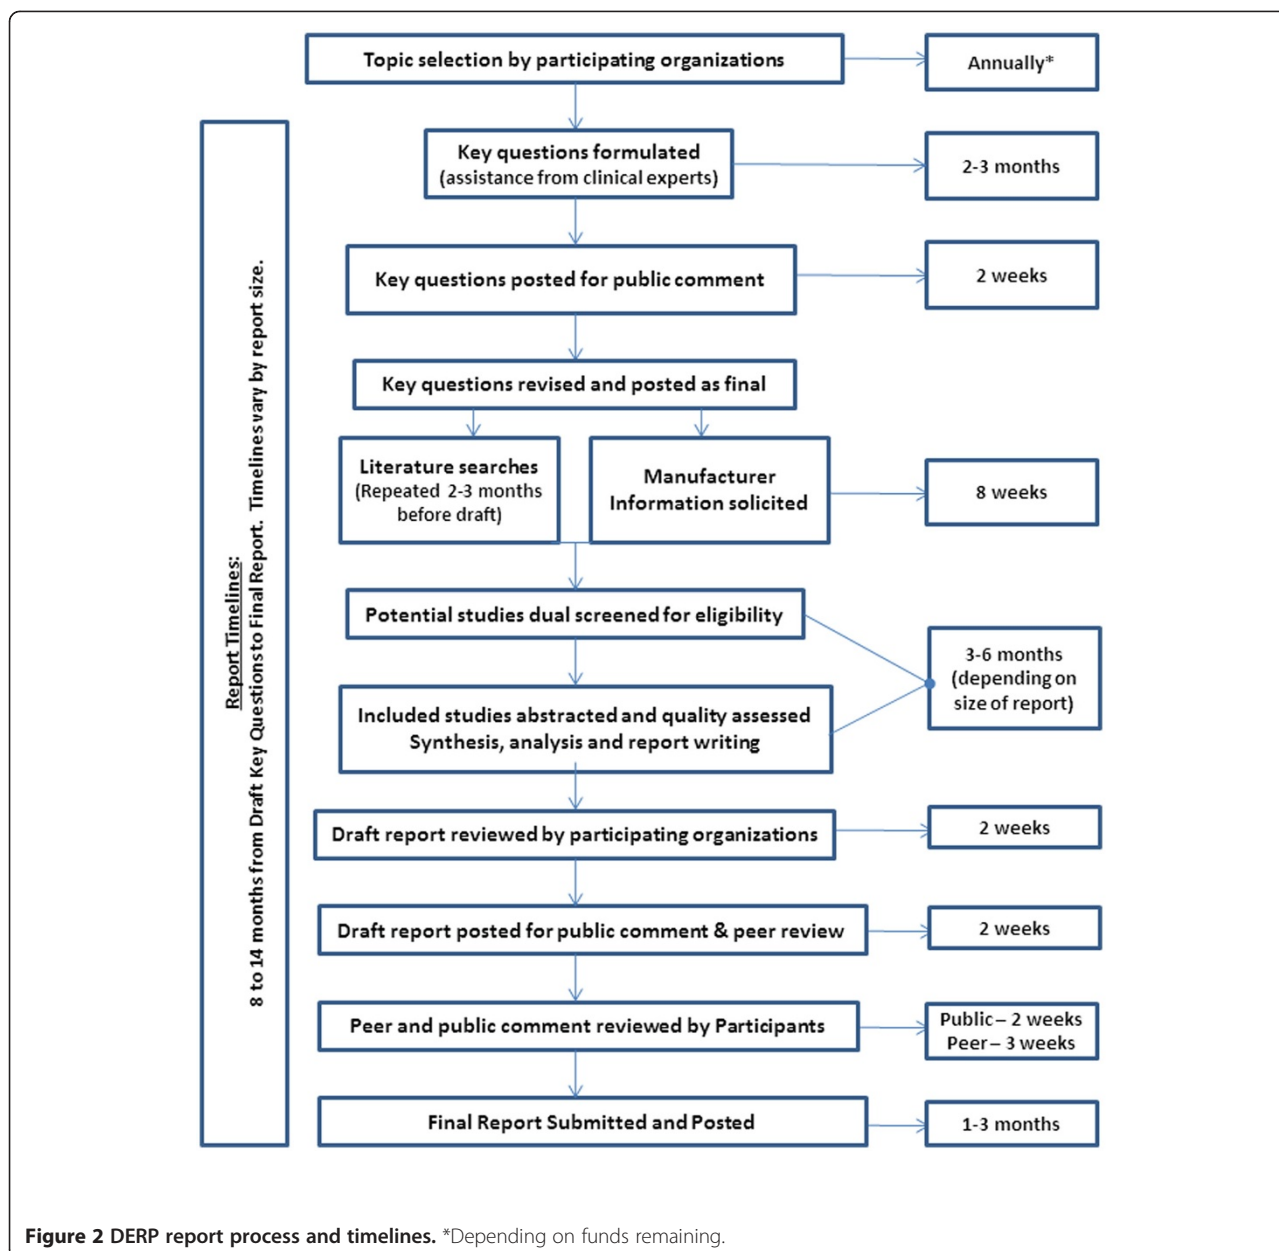 Topic selection by participating organizations
Annually*
Key questions formulated
(assistance from clinical experts)
2-3 months
Key questions posted for public comment
2 weeks
Key questions revised and posted as final
Literature searches
(Repeated 2-3 months
before draft)
Manufacturer
Information solicited
8 weeks
Potential studies dual screened for eligibility
3-6 months
(depending on
size of report)
Included studies abstracted and quality assessed
Synthesis, analysis and report writing
Draft report reviewed by participating organizations
2 weeks
Draft report posted for public comment & peer review
2 weeks
Peer and public comment reviewed by Participants
Public – 2 weeks
Peer – 3 weeks
Final Report Submitted and Posted
1-3 months
Report Timelines:
8 to 14 months from Draft Key Questions to Final Report. Timelines vary by report size.
Figure 2 DERP report process and timelines. *Depending on funds remaining.